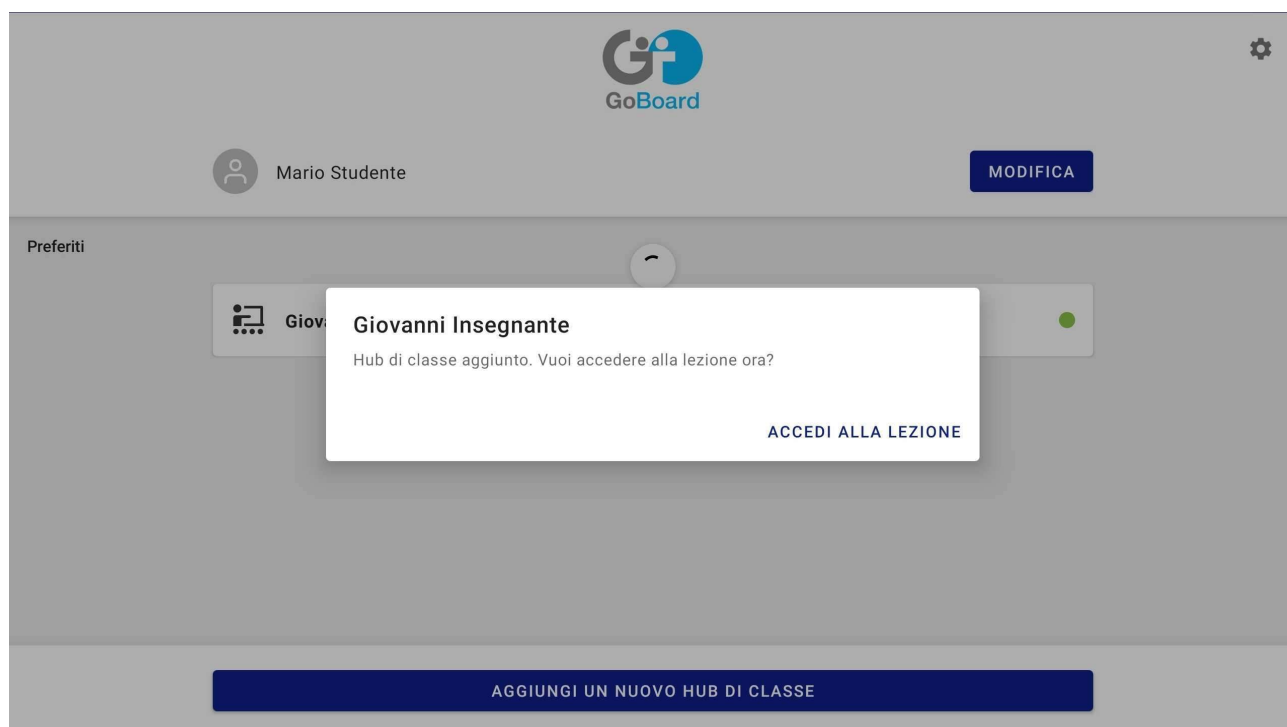 GoBoard
Mario Studente
MODIFICA
Preferiti
Giov
Giovanni Insegnante
Hub di classe aggiunto. Vuoi accedere alla lezione ora?
ACCEDI ALLA LEZIONE
AGGIUNGI UN NUOVO HUB DI CLASSE